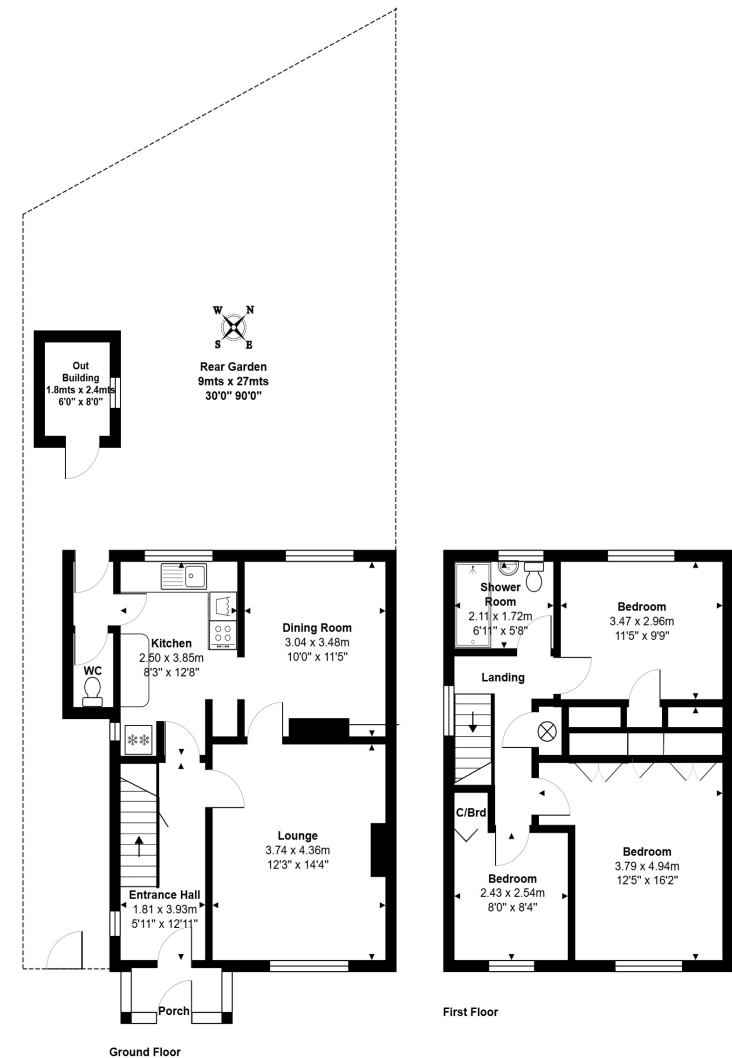 W N
S E
Rear Garden
9mts x 27mts
30'0" 90'0"
Out
Building
1.8mts x 2.4mts
6'0" x 8'0"
Kitchen
2.50 x 3.85m
8'3" x 12'8"
Dining Room
3.04 x 3.48m
10'0" x 11'5"
WC
Lounge
3.74 x 4.36m
12'3" x 14'4"
Entrance Hall
1.81 x 3.93m
5'11" x 12'11"
Porch
Ground Floor
Shower
Room
2.11 x 1.72m
6'11" x 5'8"
Bedroom
3.47 x 2.96m
11'5" x 9'9"
Landing
C/Brd
Bedroom
2.43 x 2.54m
8'0" x 8'4"
Bedroom
3.79 x 4.94m
12'5" x 16'2"
First Floor